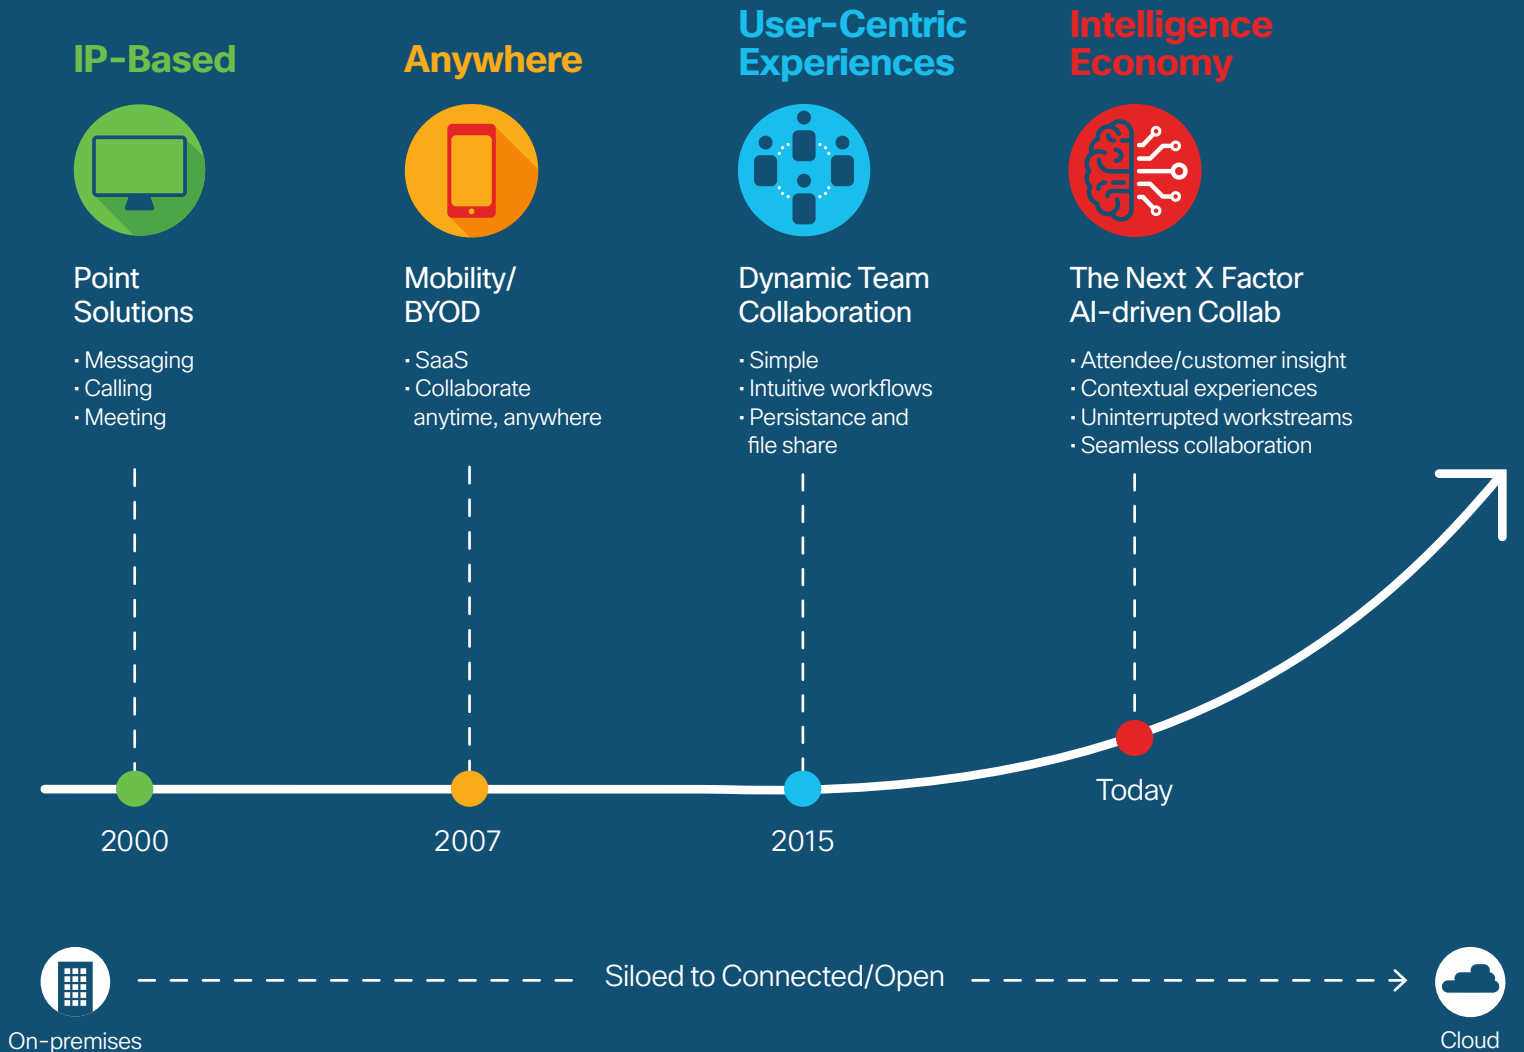 IP-Based
Point
Solutions
· Messaging
· Calling
· Meeting
2000
Anywhere
Mobility/
BYOD
· SaaS
· Collaborate
anytime, anywhere
2007
User-Centric
Experiences
Dynamic Team
Collaboration
· Simple
· Intuitive workflows
· Persistance and
file share
2015
Intelligence
Economy
The Next X Factor
AI-driven Collab
· Attendee/customer insight
· Contextual experiences
· Uninterrupted workstreams
· Seamless collaboration
Today
Siloed to Connected/Open
On-premises
Cloud